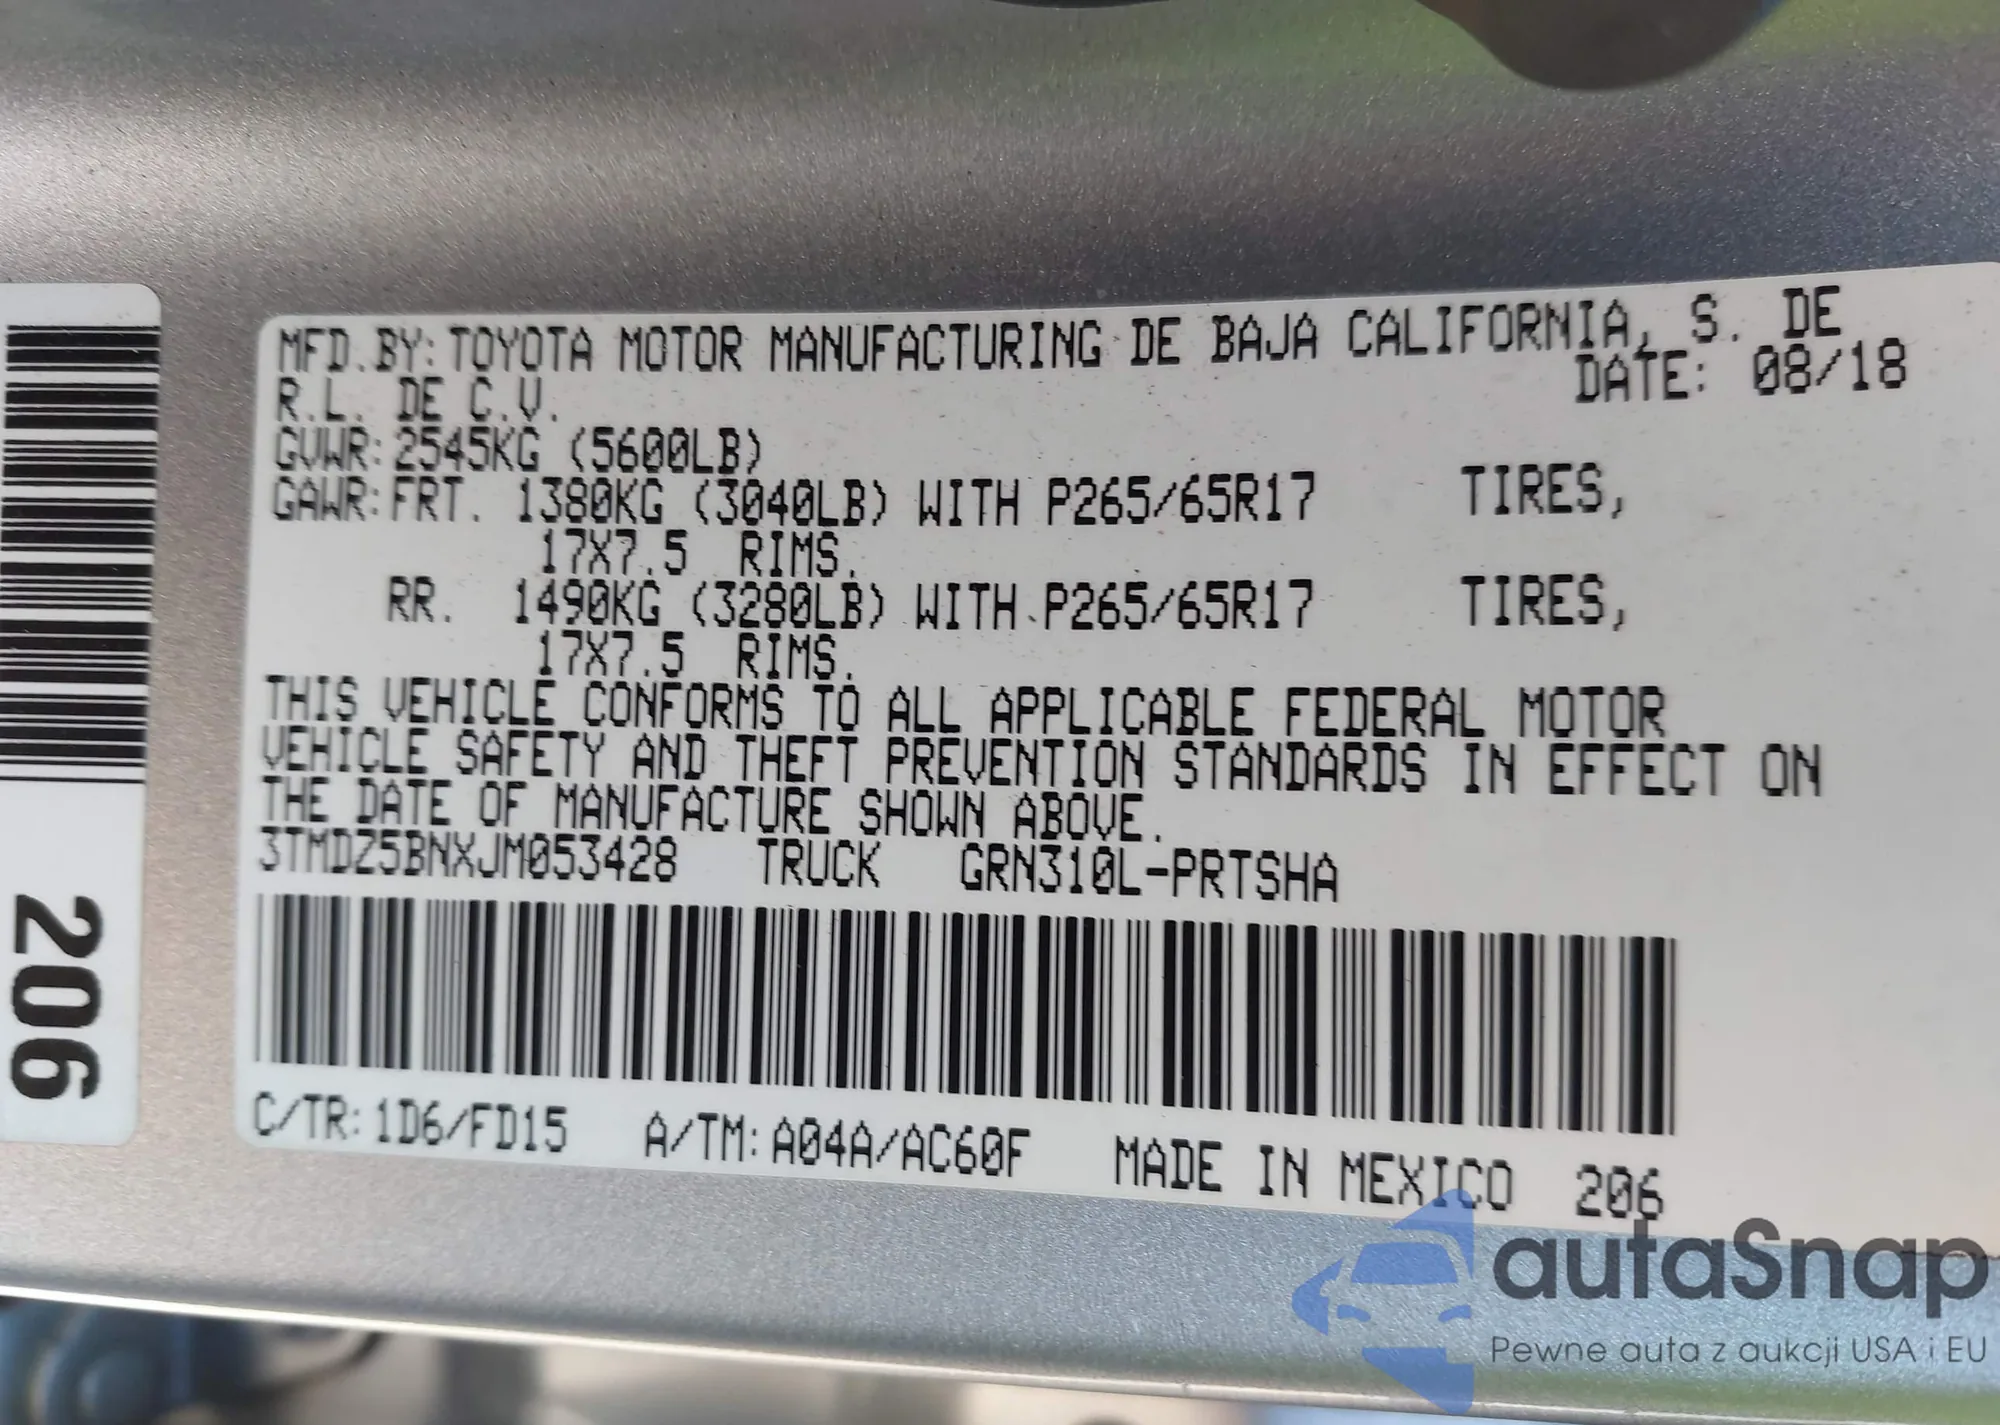 MFD.BY: TOYOTA MOTOR MANUFACTURING DE BAJA CALIFORNIA, S. DE
R.L. DE C.V.
DATE: 08/18
GVWR: 2545KG (5600LB)
GAWR: FRT. 1380KG (3040LB) WITH P265/65R17 TIRES,
17X7.5 RIMS.
RR. 1490KG (3280LB) WITH P265/65R17 TIRES,
17X7.5 RIMS.
THIS VEHICLE CONFORMS TO ALL APPLICABLE FEDERAL MOTOR
VEHICLE SAFETY AND THEFT PREVENTION STANDARDS IN EFFECT ON
THE DATE OF MANUFACTURE SHOWN ABOVE.
3TMDZ5BNXJM053428 TRUCK GRN310L-PRTSHA
C/TR: 1D6/FD15 A/TM: A04A/AC60F MADE IN MEXICO 206
206
autaSnap
Pewne auta z aukcji USA i EU